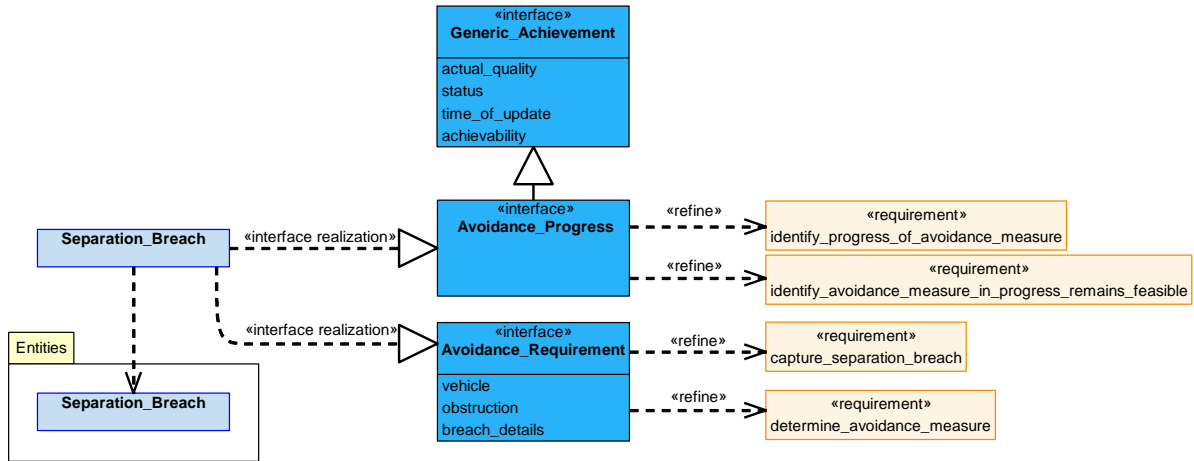 «interface»
Generic_Achievement
actual_quality
status
time_of_update
achievability
«interface»
Avoidance_Progress
«refine»
«requirement»
identify_progress_of_avoidance_measure
Separation_Breach
«interface realization»
«refine»
«requirement»
identify_avoidance_measure_in_progress_remains_feasible
«interface realization»
«interface»
Avoidance_Requirement
vehicle
obstruction
breach_details
«refine»
«requirement»
capture_separation_breach
«refine»
«requirement»
determine_avoidance_measure
Entities
Separation_Breach